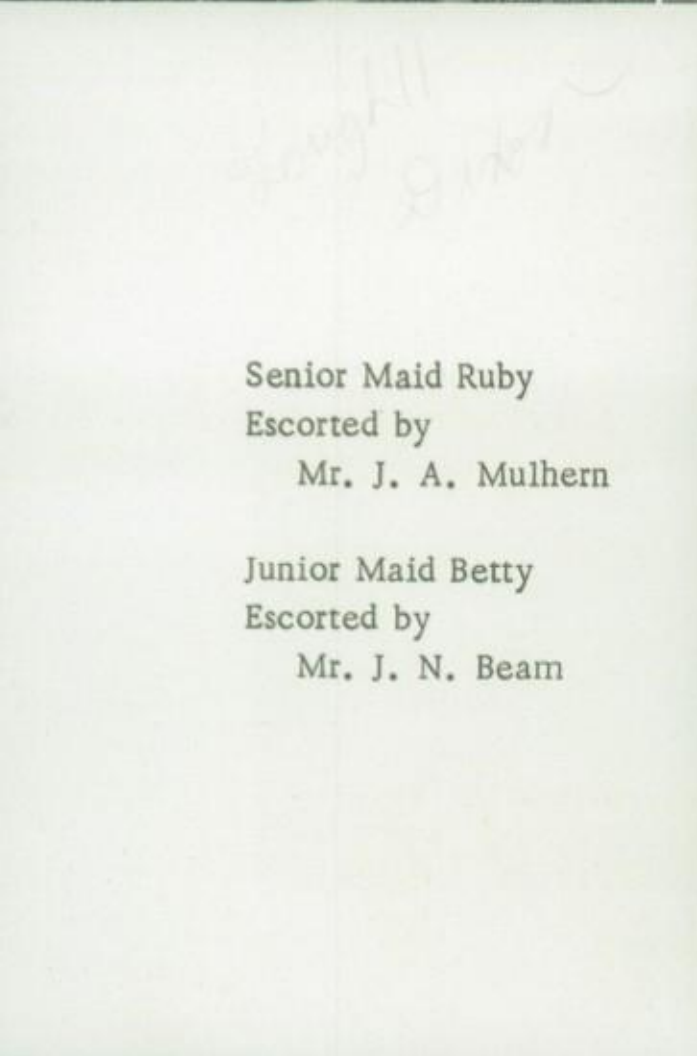 Senior Maid Ruby
Escorted by
Mr. J. A. Mulhern
Junior Maid Betty
Escorted by
Mr. J. N. Beam